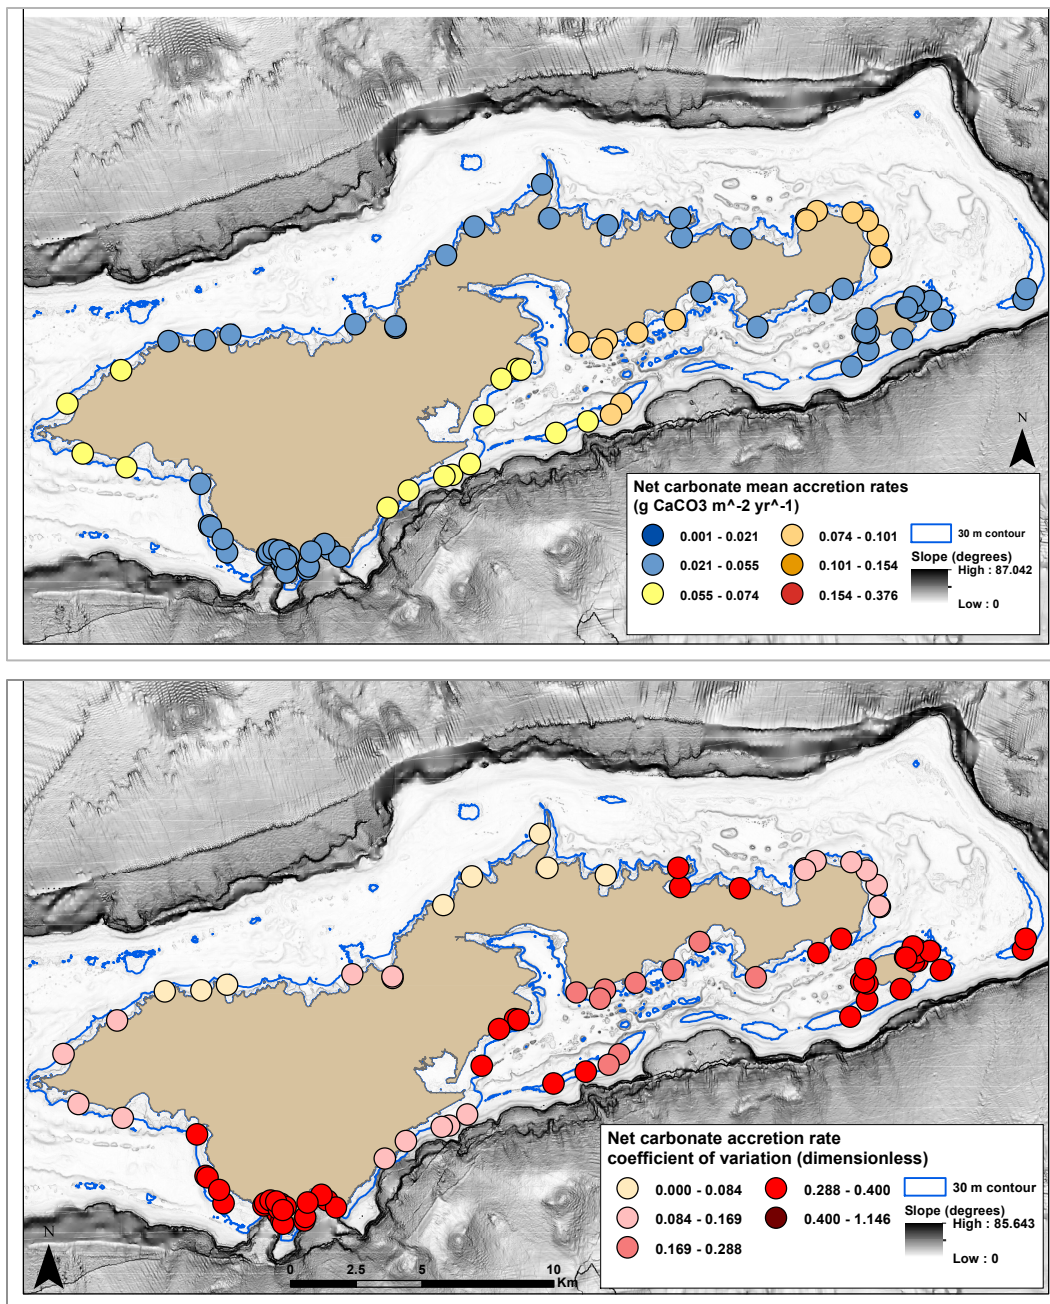 N
Net carbonate mean accretion rates
(g CaCO3 m^-2 yr^-1)
0.001 - 0.021
0.074 - 0.101
30 m contour
0.021 - 0.055
0.101 - 0.154
Slope (degrees)
High : 87.042
0.055 - 0.074
0.154 - 0.376
Low : 0
Net carbonate accretion rate
coefficient of variation (dimensionless)
0.000 - 0.084
0.288 - 0.400
30 m contour
0.084 - 0.169
0.400 - 1.146
Slope (degrees)
High : 85.643
0.169 - 0.288
Low : 0
N
0 2.5 5 10
Km